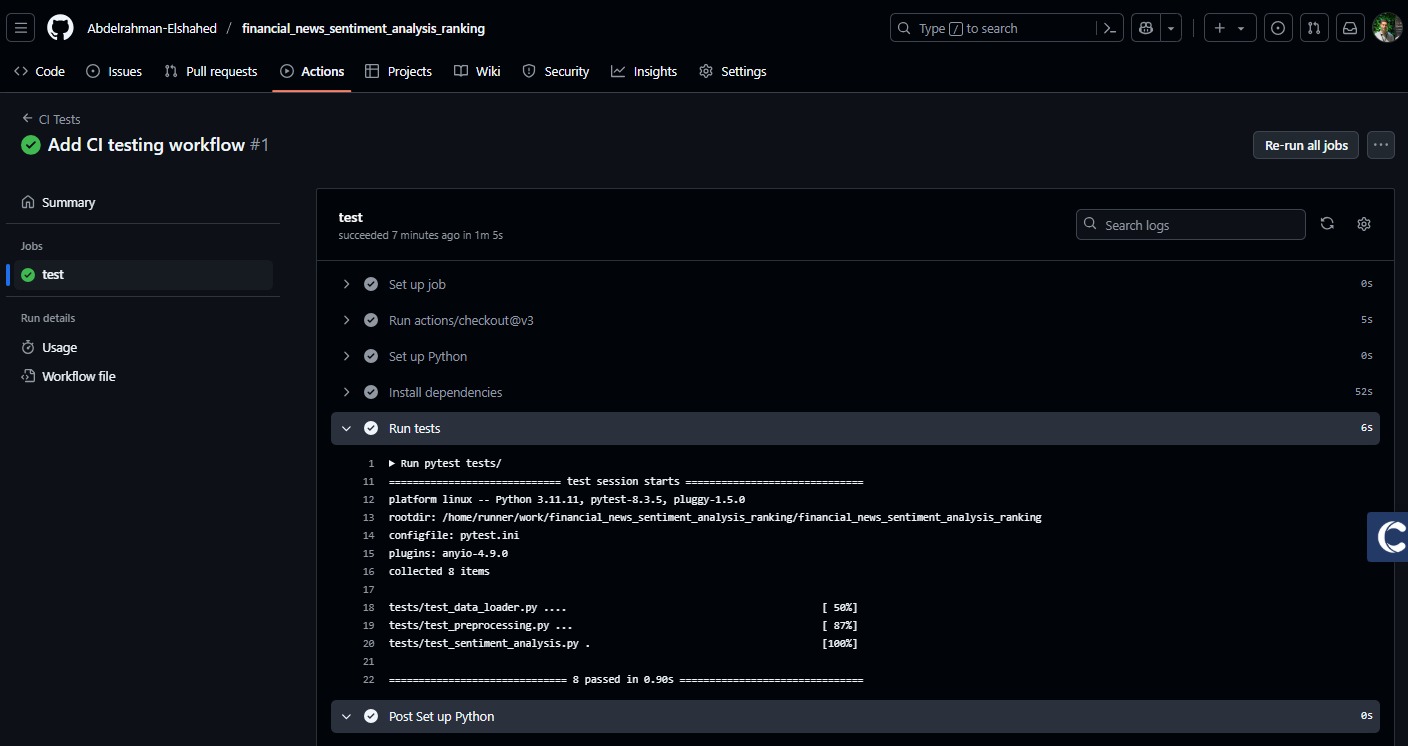 Abdelrahman-Elshahed / financial_news_sentiment_analysis_ranking
Type / to search
Code Issues Pull requests Actions Projects Wiki Security Insights Settings
CI Tests
Add CI testing workflow #1
Re-run all jobs
Summary
Jobs
test
Run details
Usage
Workflow file
test
succeeded 7 minutes ago in 1m 5s
Search logs
Set up job 0s
Run actions/checkout@v3 5s
Set up Python 0s
Install dependencies 52s
Run tests 6s
1 ▶ Run pytest tests/
11 ============================= test session starts ==============================
12 platform linux -- Python 3.11.11, pytest-8.3.5, pluggy-1.5.0
13 rootdir: /home/runner/work/financial_news_sentiment_analysis_ranking/financial_news_sentiment_analysis_ranking
14 configfile: pytest.ini
15 plugins: anyio-4.9.0
16 collected 8 items
17
18 tests/test_data_loader.py .... [ 50%]
19 tests/test_preprocessing.py ... [ 87%]
20 tests/test_sentiment_analysis.py . [100%]
21
22 ============================== 8 passed in 0.90s ===============================
Post Set up Python 0s